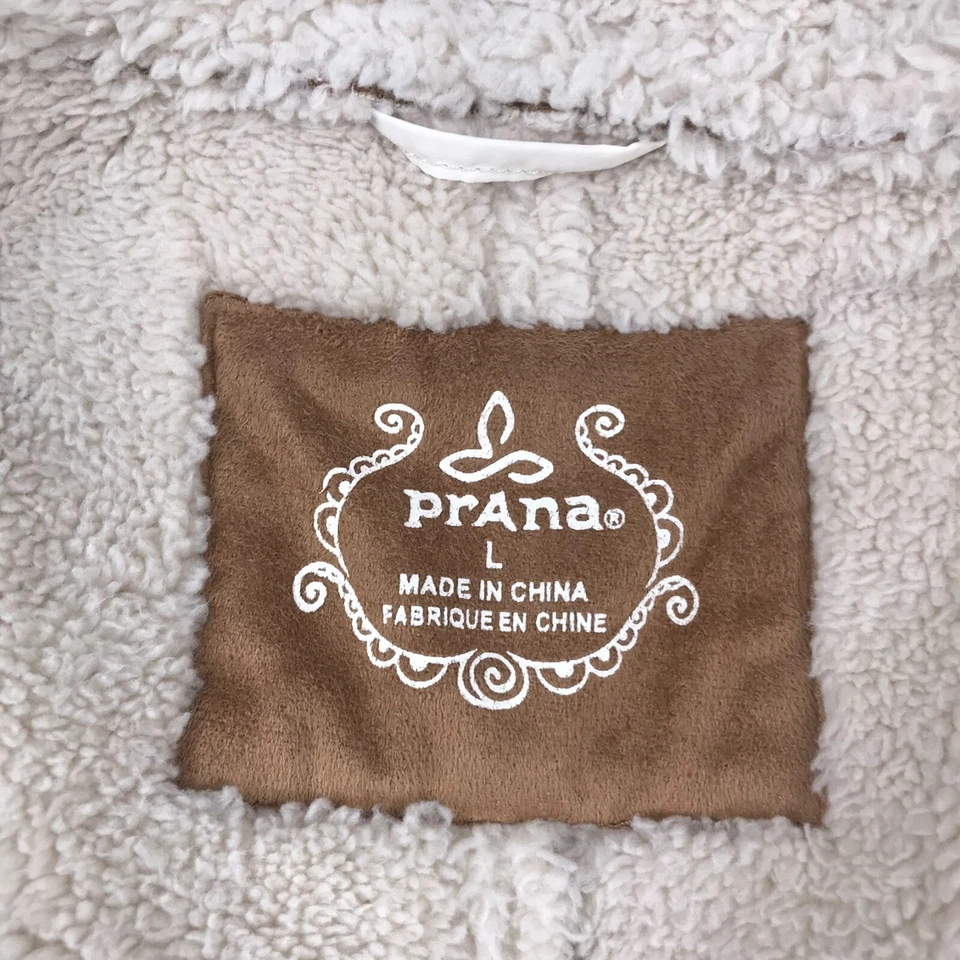 prAna®
L
MADE IN CHINA
FABRIQUE EN CHINE